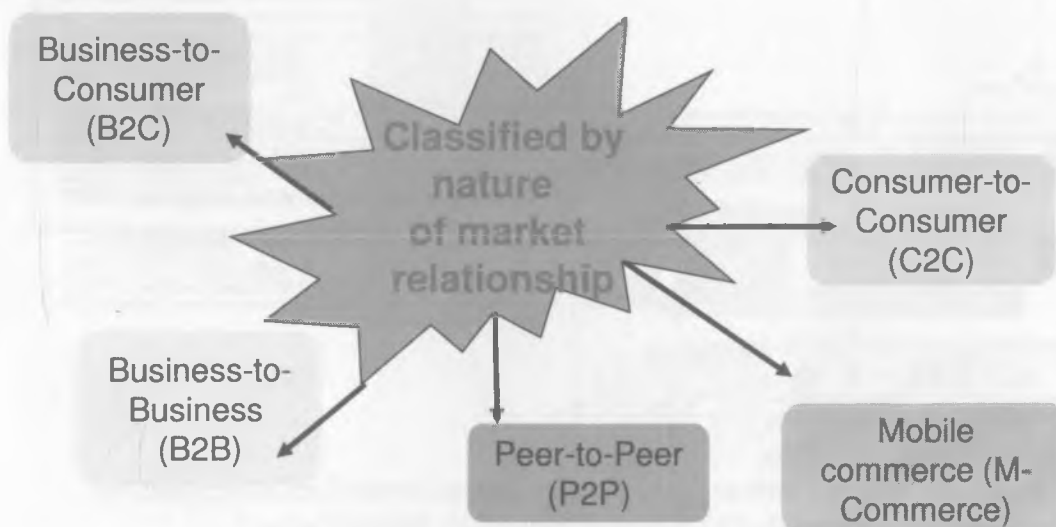 Business-to-
Consumer
(B2C)
Classified by
nature
of market
relationship
Consumer-to-
Consumer
(C2C)
Business-to-
Business
(B2B)
Peer-to-Peer
(P2P)
Mobile
commerce (M-
Commerce)